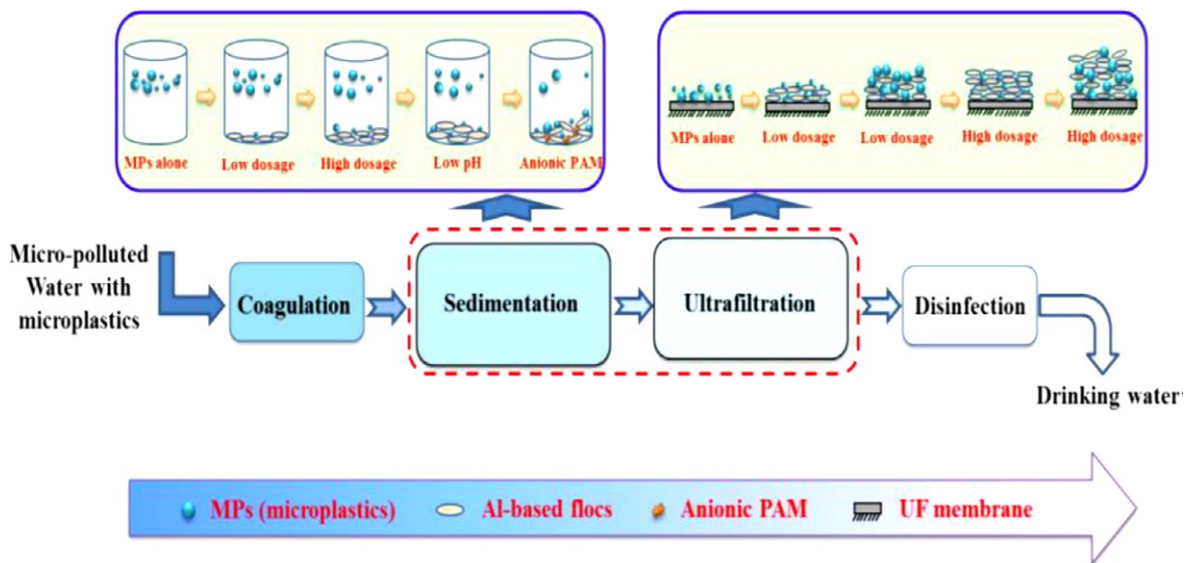 MPs alone
Low dosage
High dosage
Low pH
Anionic PAM
MPs alone
Low dosage
Low dosage
High dosage
High dosage
Micro-polluted
Water with
microplastics
Coagulation
Sedimentation
Ultrafiltration
Disinfection
Drinking water
MPs (microplastics)
Al-based flocs
Anionic PAM
UF membrane